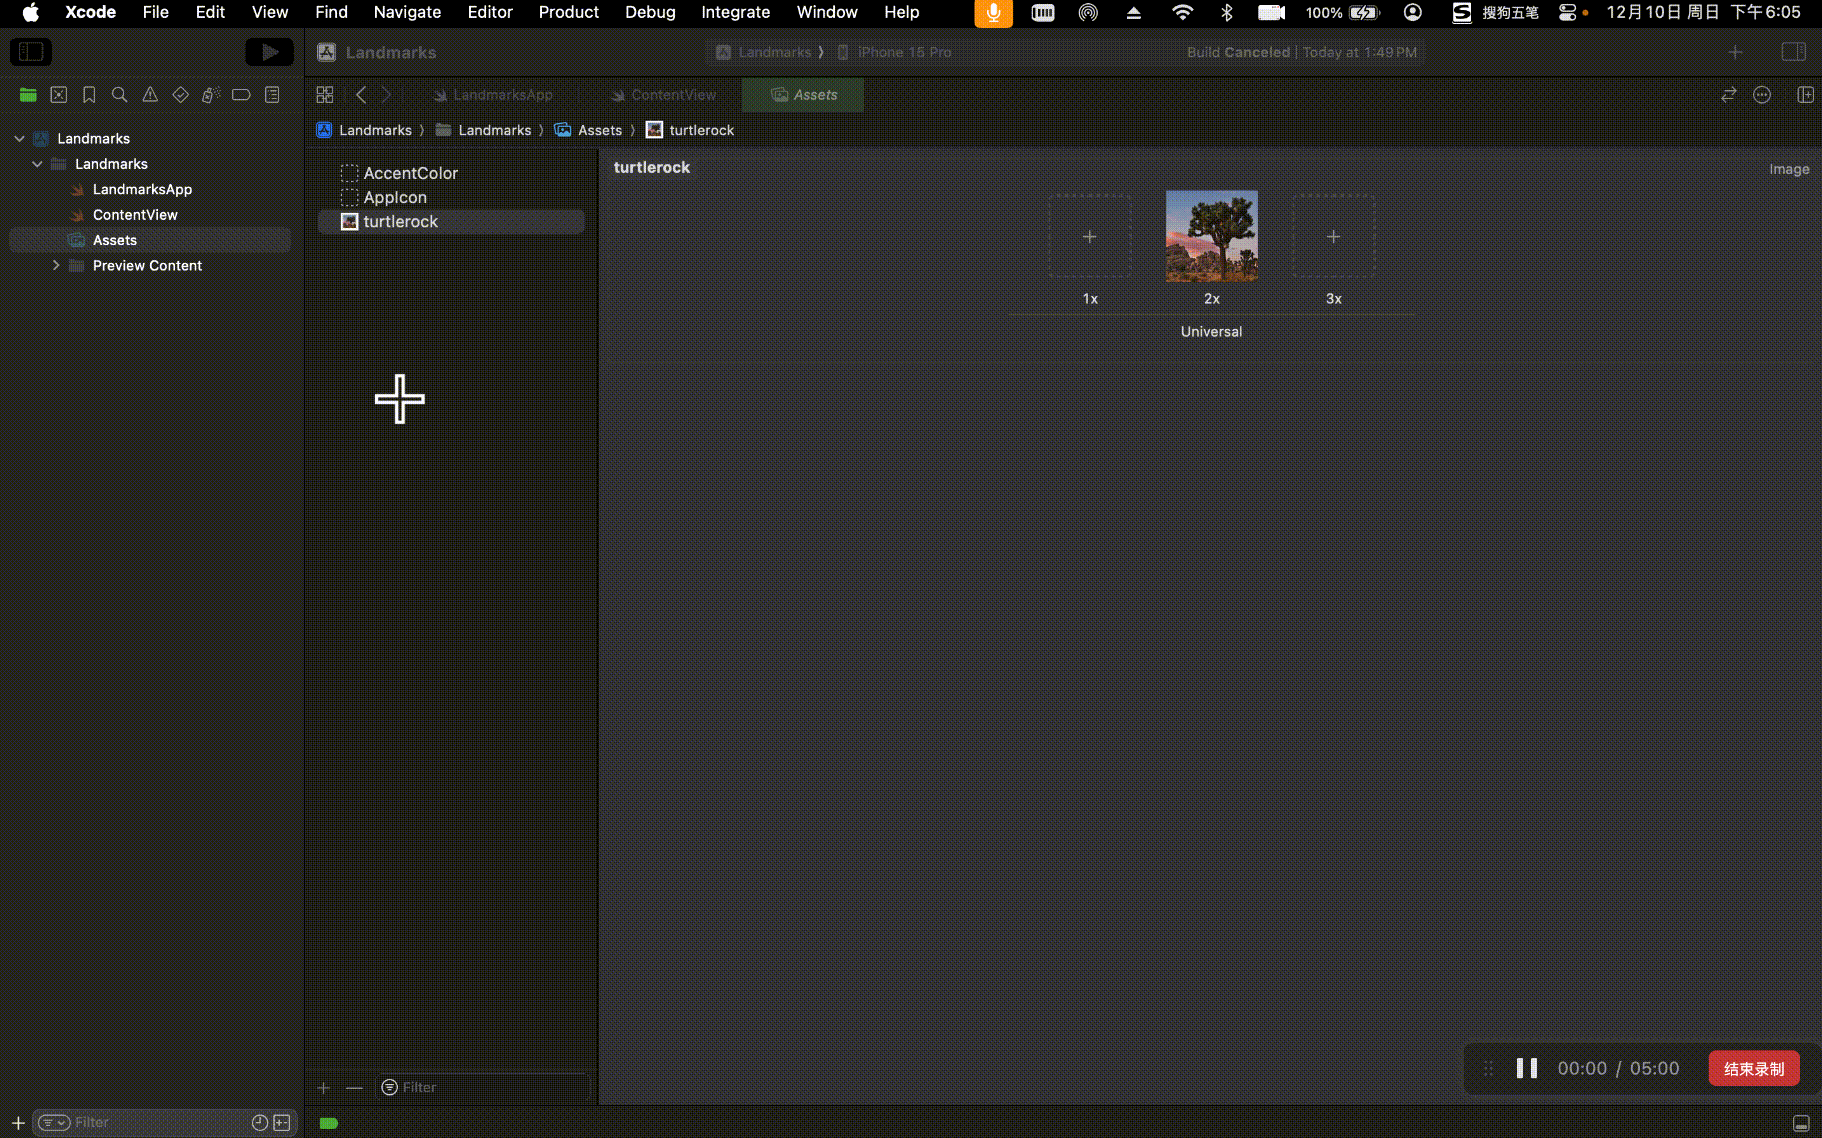 Xcode File Edit View Find Navigate Editor Product Debug Integrate Window Help 100% S 搜狗五笔 12月10日 周日 下午6:05
Landmarks Landmarks 〉 iPhone 15 Pro Build Canceled | Today at 1:49 PM
LandmarksApp ContentView Assets
Landmarks 〉 Landmarks 〉 Assets 〉 turtlerock
Landmarks
Landmarks
LandmarksApp
ContentView
Assets
Preview Content
AccentColor
AppIcon
turtlerock
turtlerock
Image
1x 2x 3x
Universal
00:00 / 05:00 结束录制
Filter
Filter